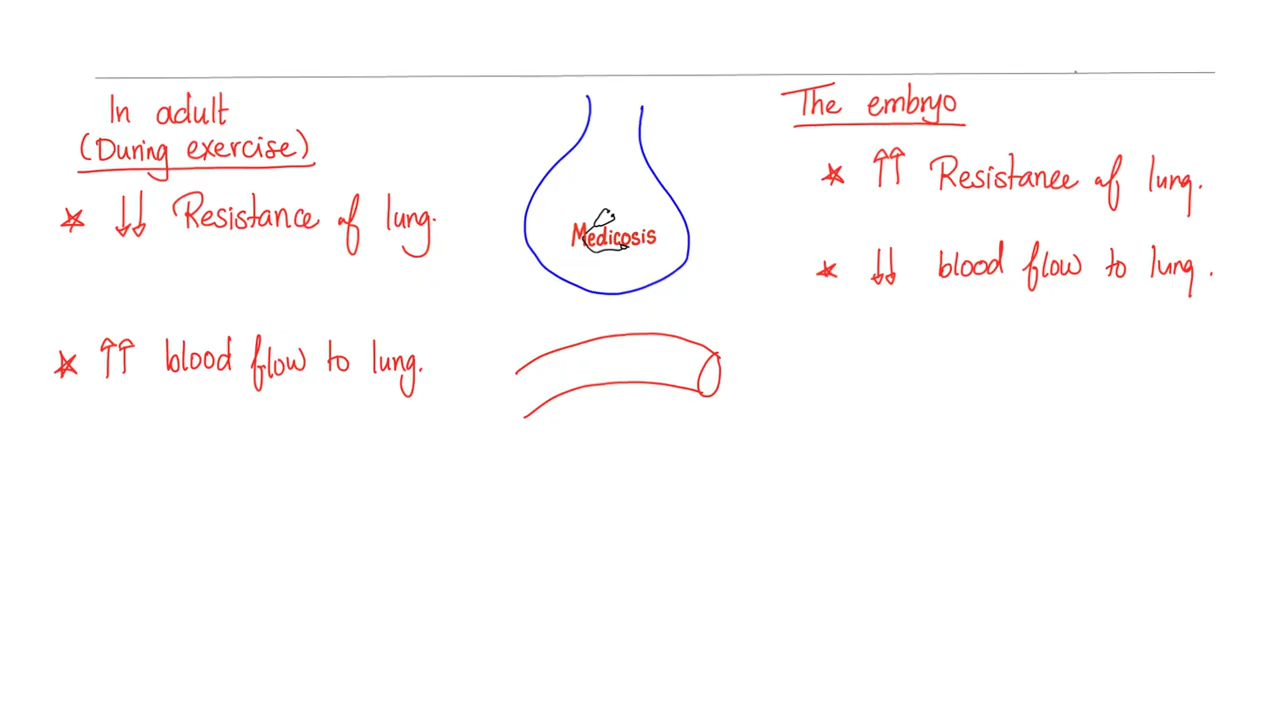 In adult
(During exercise)
* ↓↓ Resistance of lung.
* ↑↑ blood flow to lung.
Medicosis
The embryo
* ↑↑ Resistance of lung.
* ↓↓ blood flow to lung.